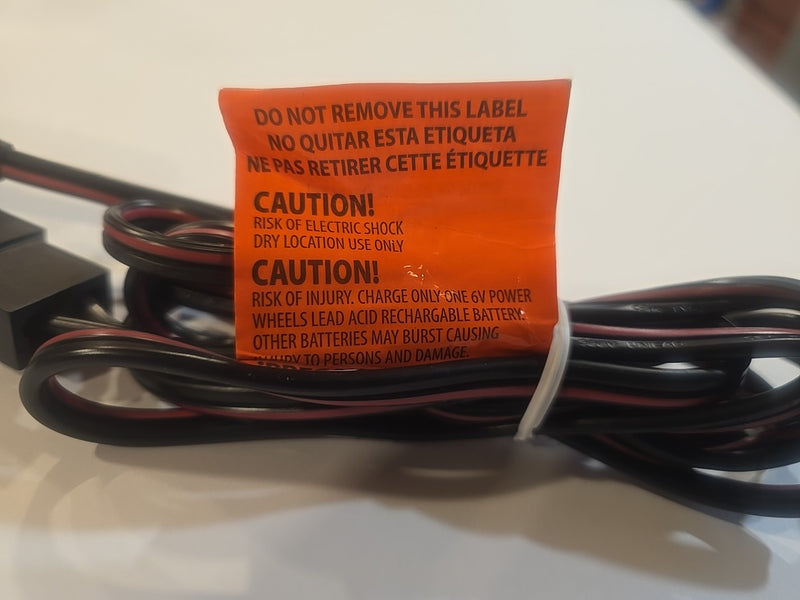 DO NOT REMOVE THIS LABEL
NO QUITAR ESTA ETIQUETA
NE PAS RETIRER CETTE ÉTIQUETTE
CAUTION!
RISK OF ELECTRIC SHOCK
DRY LOCATION USE ONLY
CAUTION!
RISK OF INJURY. CHARGE ONLY ONE 6V POWER
WHEELS LEAD ACID RECHARGABLE BATTERY.
OTHER BATTERIES MAY BURST CAUSING
INJURY TO PERSONS AND DAMAGE.